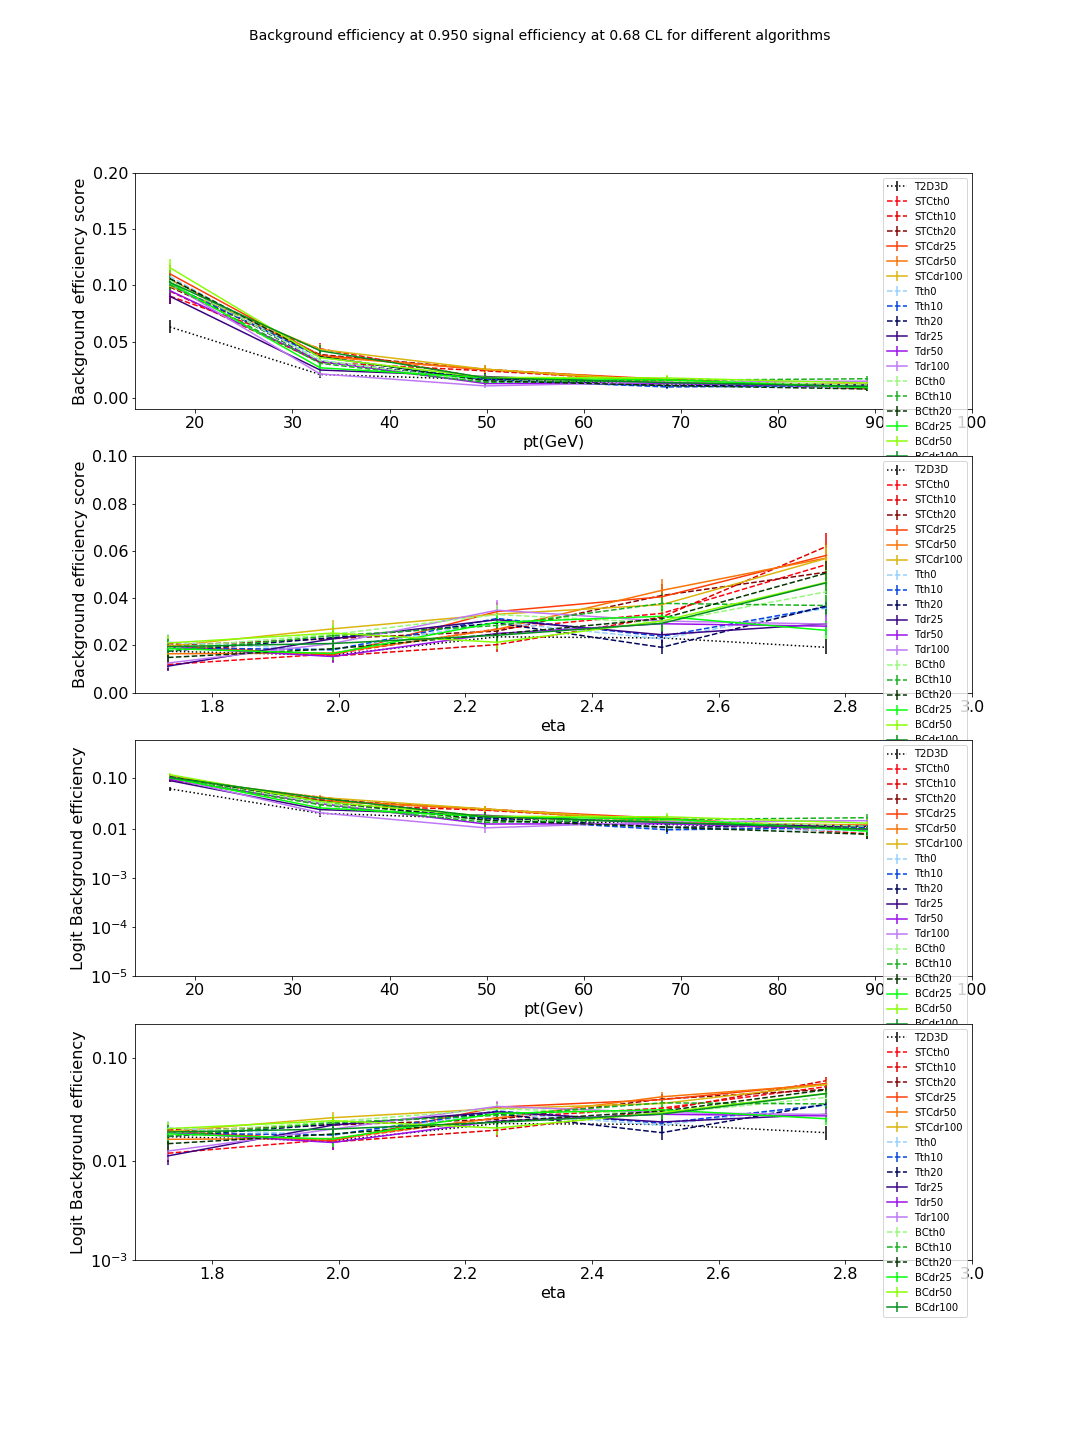 Background efficiency at 0.950 signal efficiency at 0.68 CL for different algorithms
Background efficiency score
0.20
0.15
0.10
0.05
0.00
20 30 40 50 60 70 80 90 100
pt(GeV)
T2D3D
STCth0
STCth10
STCth20
STCdr25
STCdr50
STCdr100
Tth0
Tth10
Tth20
Tdr25
Tdr50
Tdr100
BCth0
BCth10
BCth20
BCdr25
BCdr50
BCdr100
Background efficiency score
0.10
0.08
0.06
0.04
0.02
0.00
1.8 2.0 2.2 2.4 2.6 2.8 3.0
eta
T2D3D
STCth0
STCth10
STCth20
STCdr25
STCdr50
STCdr100
Tth0
Tth10
Tth20
Tdr25
Tdr50
Tdr100
BCth0
BCth10
BCth20
BCdr25
BCdr50
BCdr100
Logit Background efficiency
0.10
0.01
10⁻³
10⁻⁴
10⁻⁵
20 30 40 50 60 70 80 90 100
pt(Gev)
T2D3D
STCth0
STCth10
STCth20
STCdr25
STCdr50
STCdr100
Tth0
Tth10
Tth20
Tdr25
Tdr50
Tdr100
BCth0
BCth10
BCth20
BCdr25
BCdr50
BCdr100
Logit Background efficiency
0.10
0.01
10⁻³
1.8 2.0 2.2 2.4 2.6 2.8 3.0
eta
T2D3D
STCth0
STCth10
STCth20
STCdr25
STCdr50
STCdr100
Tth0
Tth10
Tth20
Tdr25
Tdr50
Tdr100
BCth0
BCth10
BCth20
BCdr25
BCdr50
BCdr100